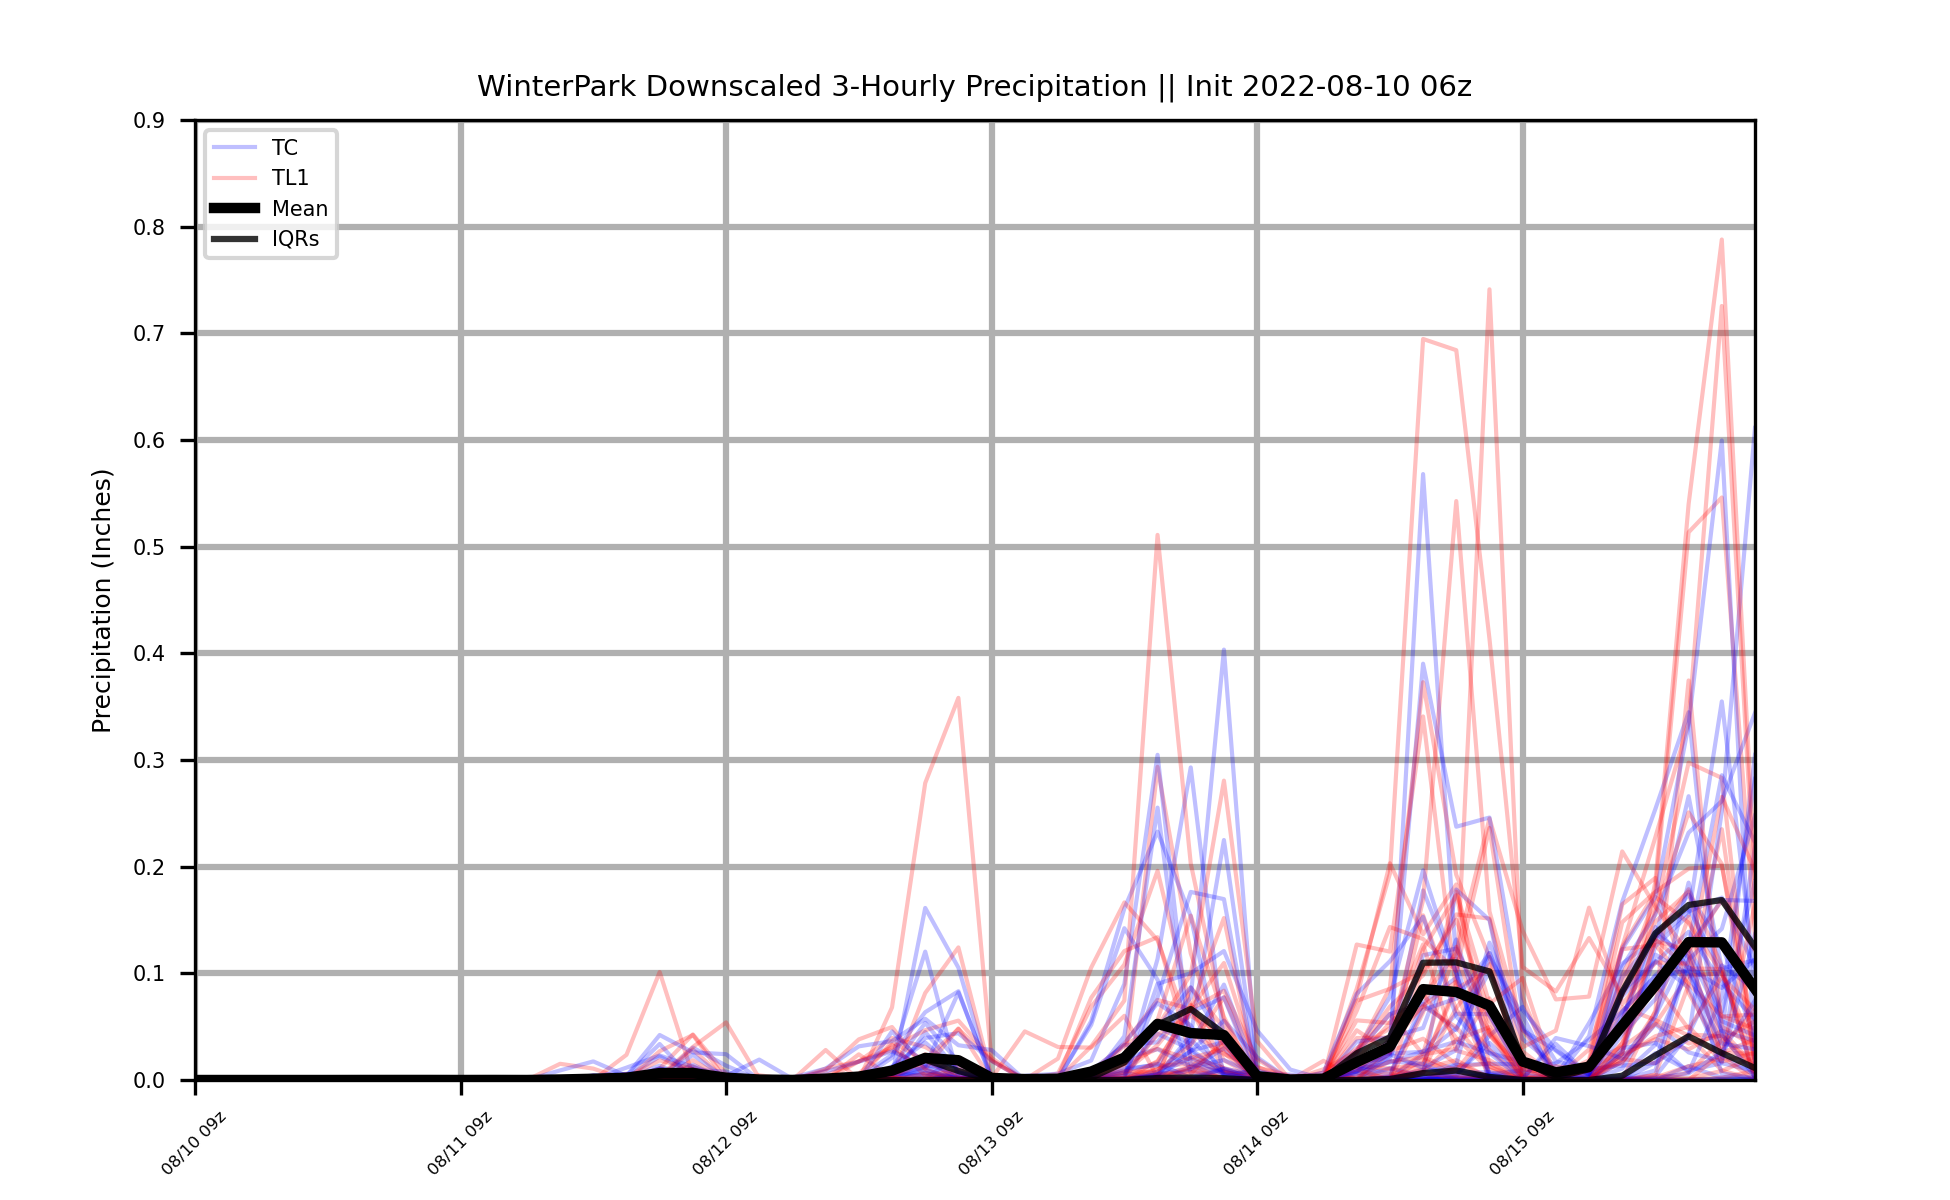 WinterPark Downscaled 3-Hourly Precipitation || Init 2022-08-10 06z
TC
TL1
Mean
IQRs
Precipitation (Inches)
0.9
0.8
0.7
0.6
0.5
0.4
0.3
0.2
0.1
0.0
08/10 09z
08/11 09z
08/12 09z
08/13 09z
08/14 09z
08/15 09z